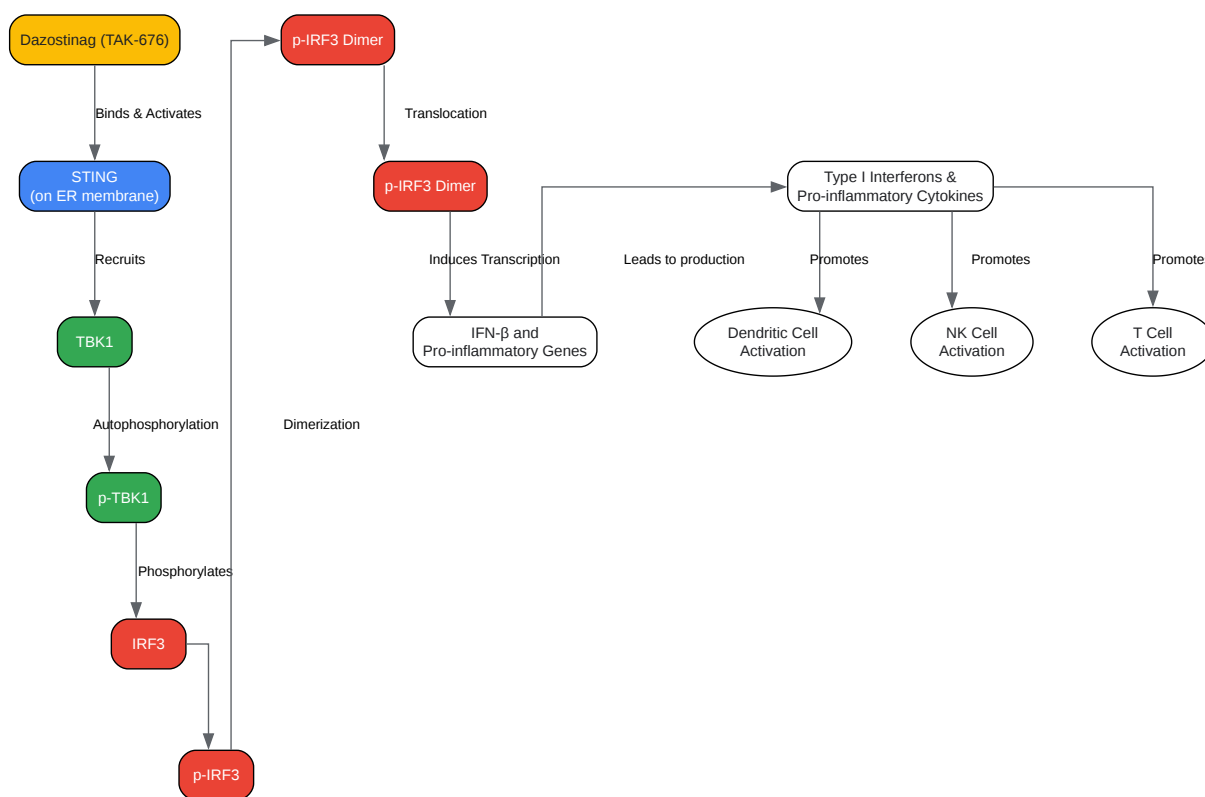 Dazostinag (TAK-676)
p-IRF3 Dimer
Binds & Activates
Translocation
STING
(on ER membrane)
p-IRF3 Dimer
Type I Interferons &
Pro-inflammatory Cytokines
Recruits
Induces Transcription
Leads to production
Promotes
Promotes
Promotes
TBK1
IFN-β and
Pro-inflammatory Genes
Dendritic Cell
Activation
NK Cell
Activation
T Cell
Activation
Autophosphorylation
Dimerization
p-TBK1
Phosphorylates
IRF3
p-IRF3